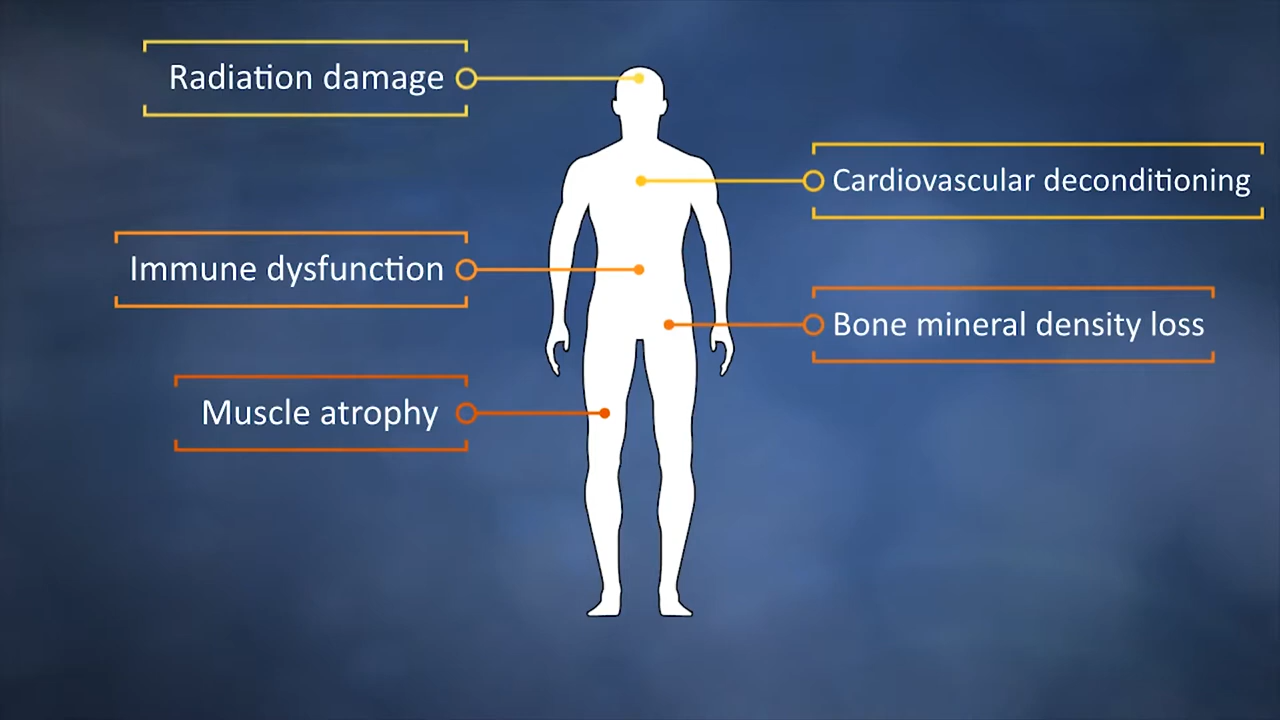 Radiation damage
Cardiovascular deconditioning
Immune dysfunction
Bone mineral density loss
Muscle atrophy